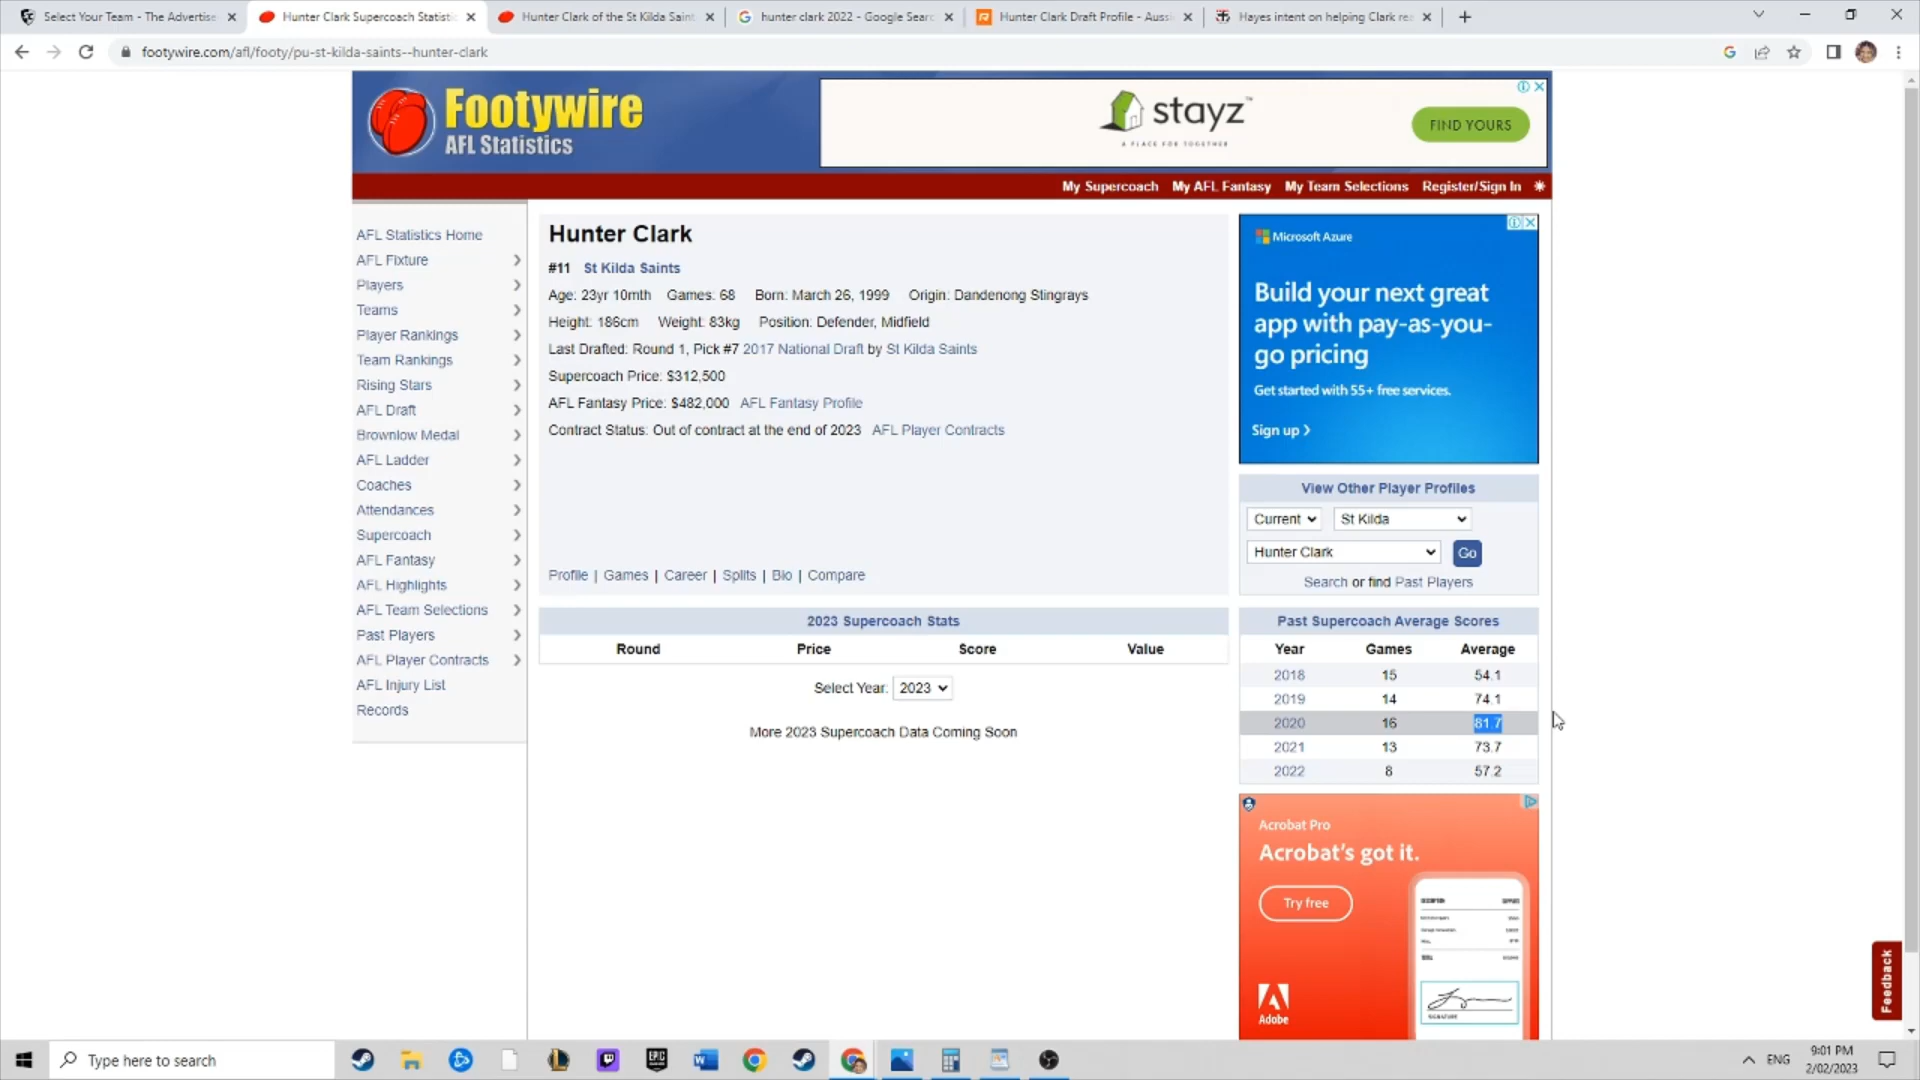 Select Your Team - The Advertise
Hunter Clark Supercoach Statistic
Hunter Clark of the St Kilda Saint
hunter clark 2022 - Google Searc
Hunter Clark Draft Profile - Aussi
Hayes intent on helping Clark re
footywire.com/afl/footy/pu-st-kilda-saints--hunter-clark
Footywire
AFL Statistics
stayz
A PLACE FOR TOGETHER
FIND YOURS
My Supercoach My AFL Fantasy My Team Selections Register/Sign In
AFL Statistics Home
AFL Fixture
Players
Teams
Player Rankings
Team Rankings
Rising Stars
AFL Draft
Brownlow Medal
AFL Ladder
Coaches
Attendances
Supercoach
AFL Fantasy
AFL Highlights
AFL Team Selections
Past Players
AFL Player Contracts
AFL Injury List
Records
Hunter Clark
#11 St Kilda Saints
Age: 23yr 10mth Games: 68 Born: March 26, 1999 Origin: Dandenong Stingrays
Height: 186cm Weight: 83kg Position: Defender, Midfield
Last Drafted: Round 1, Pick #7 2017 National Draft by St Kilda Saints
Supercoach Price: $312,500
AFL Fantasy Price: $482,000 AFL Fantasy Profile
Contract Status: Out of contract at the end of 2023 AFL Player Contracts
Profile | Games | Career | Splits | Bio | Compare
2023 Supercoach Stats
Round Price Score Value
Select Year: 2023
More 2023 Supercoach Data Coming Soon
Microsoft Azure
Build your next great
app with pay-as-you-
go pricing
Get started with 55+ free services.
Sign up >
View Other Player Profiles
Current St Kilda
Hunter Clark Go
Search or find Past Players
Past Supercoach Average Scores
Year Games Average
2018 15 54.1
2019 14 74.1
2020 16 81.7
2021 13 73.7
2022 8 57.2
Acrobat Pro
Acrobat's got it.
Try free
Adobe
Feedback
Type here to search
EPIC
ENG
9:01 PM
2/02/2023